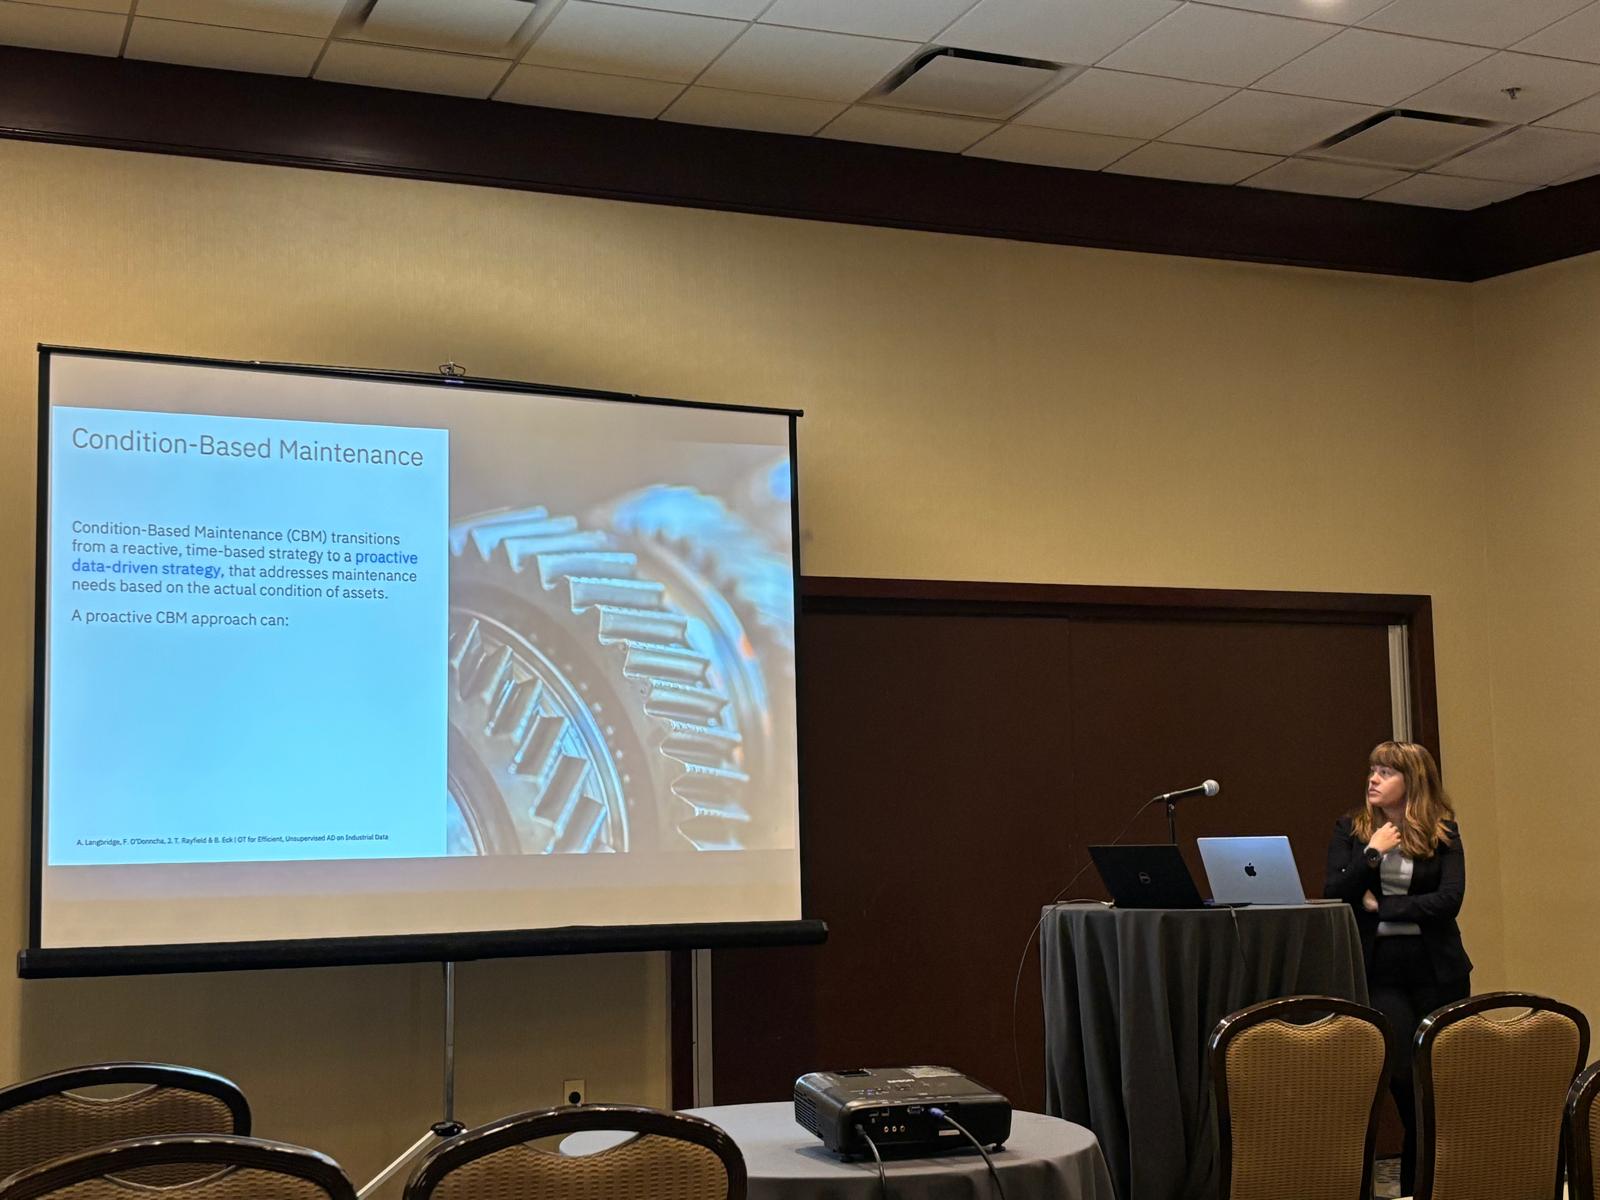 Condition-Based Maintenance
Condition-Based Maintenance (CBM) transitions
from a reactive, time-based strategy to a proactive
data-driven strategy, that addresses maintenance
needs based on the actual condition of assets.
A proactive CBM approach can:
A. Langbridge, F. O'Donncha, J. T. Rayfield & B. Eck | OT for Efficient, Unsupervised AD on Industrial Data
DELL
EPSON